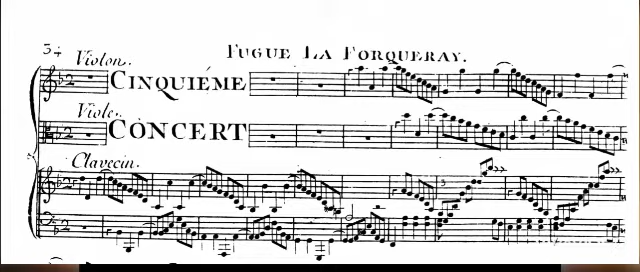 34
FUGUE LA FORQUERAY.
Violon.
CINQUIÉME
Viole.
CONCERT
Clavecin.